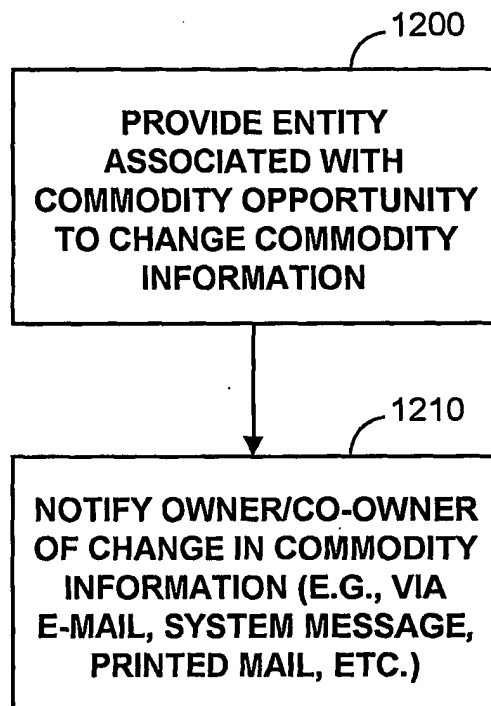 1200
PROVIDE ENTITY
ASSOCIATED WITH
COMMODITY OPPORTUNITY
TO CHANGE COMMODITY
INFORMATION
1210
NOTIFY OWNER/CO-OWNER
OF CHANGE IN COMMODITY
INFORMATION (E.G., VIA
E-MAIL, SYSTEM MESSAGE,
PRINTED MAIL, ETC.)